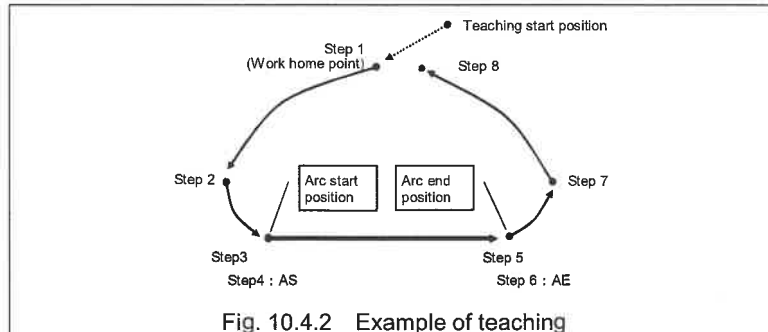 Teaching start position
Step 1
(Work home point)
Step 8
Step 2
Arc start
position
Arc end
position
Step 7
Step3
Step4 : AS
Step 5
Step 6 : AE
Fig. 10.4.2 Example of teaching